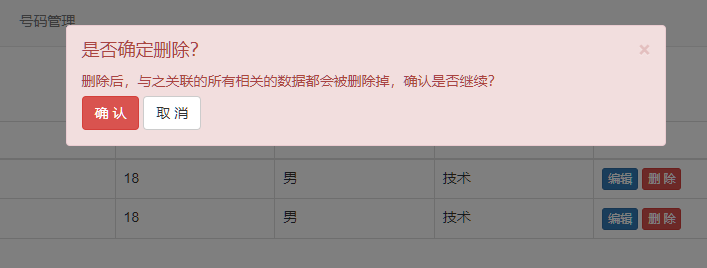 号码管理
是否确定删除？
×
删除后，与之关联的所有相关的数据都会被删除掉，确认是否继续？
确 认 取 消
18 男 技术 编辑 删 除
18 男 技术 编辑 删 除